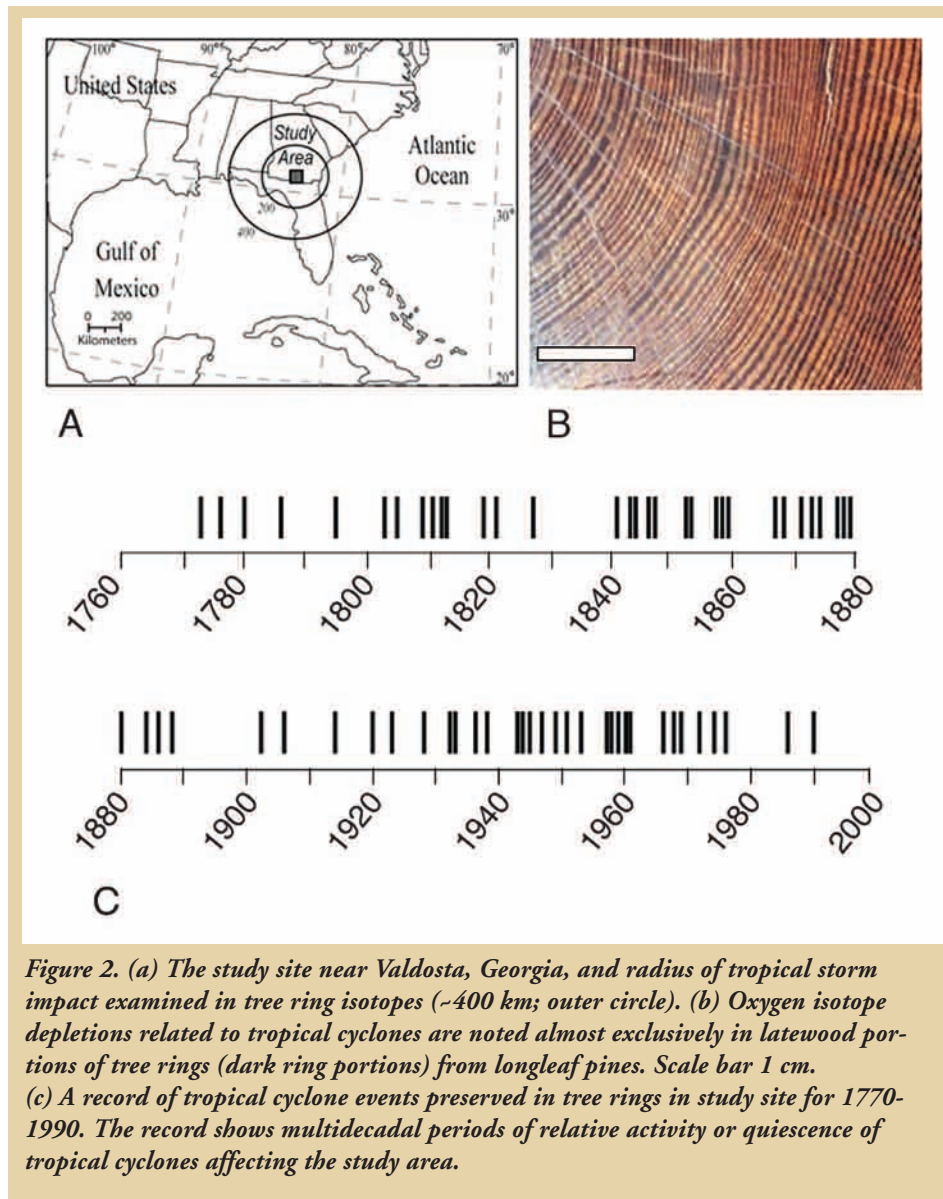 100°
90°
80°
30°
United States
Study
Area
Atlantic
Ocean
200
400
30°
Gulf of
Mexico
0 200
Kilometers
20°
A
B
1760
1780
1800
1820
1840
1860
1880
1880
1900
1920
1940
1960
1980
2000
C
Figure 2. (a) The study site near Valdosta, Georgia, and radius of tropical storm
impact examined in tree ring isotopes (~400 km; outer circle). (b) Oxygen isotope
depletions related to tropical cyclones are noted almost exclusively in latewood por-
tions of tree rings (dark ring portions) from longleaf pines. Scale bar 1 cm.
(c) A record of tropical cyclone events preserved in tree rings in study site for 1770-
1990. The record shows multidecadal periods of relative activity or quiescence of
tropical cyclones affecting the study area.